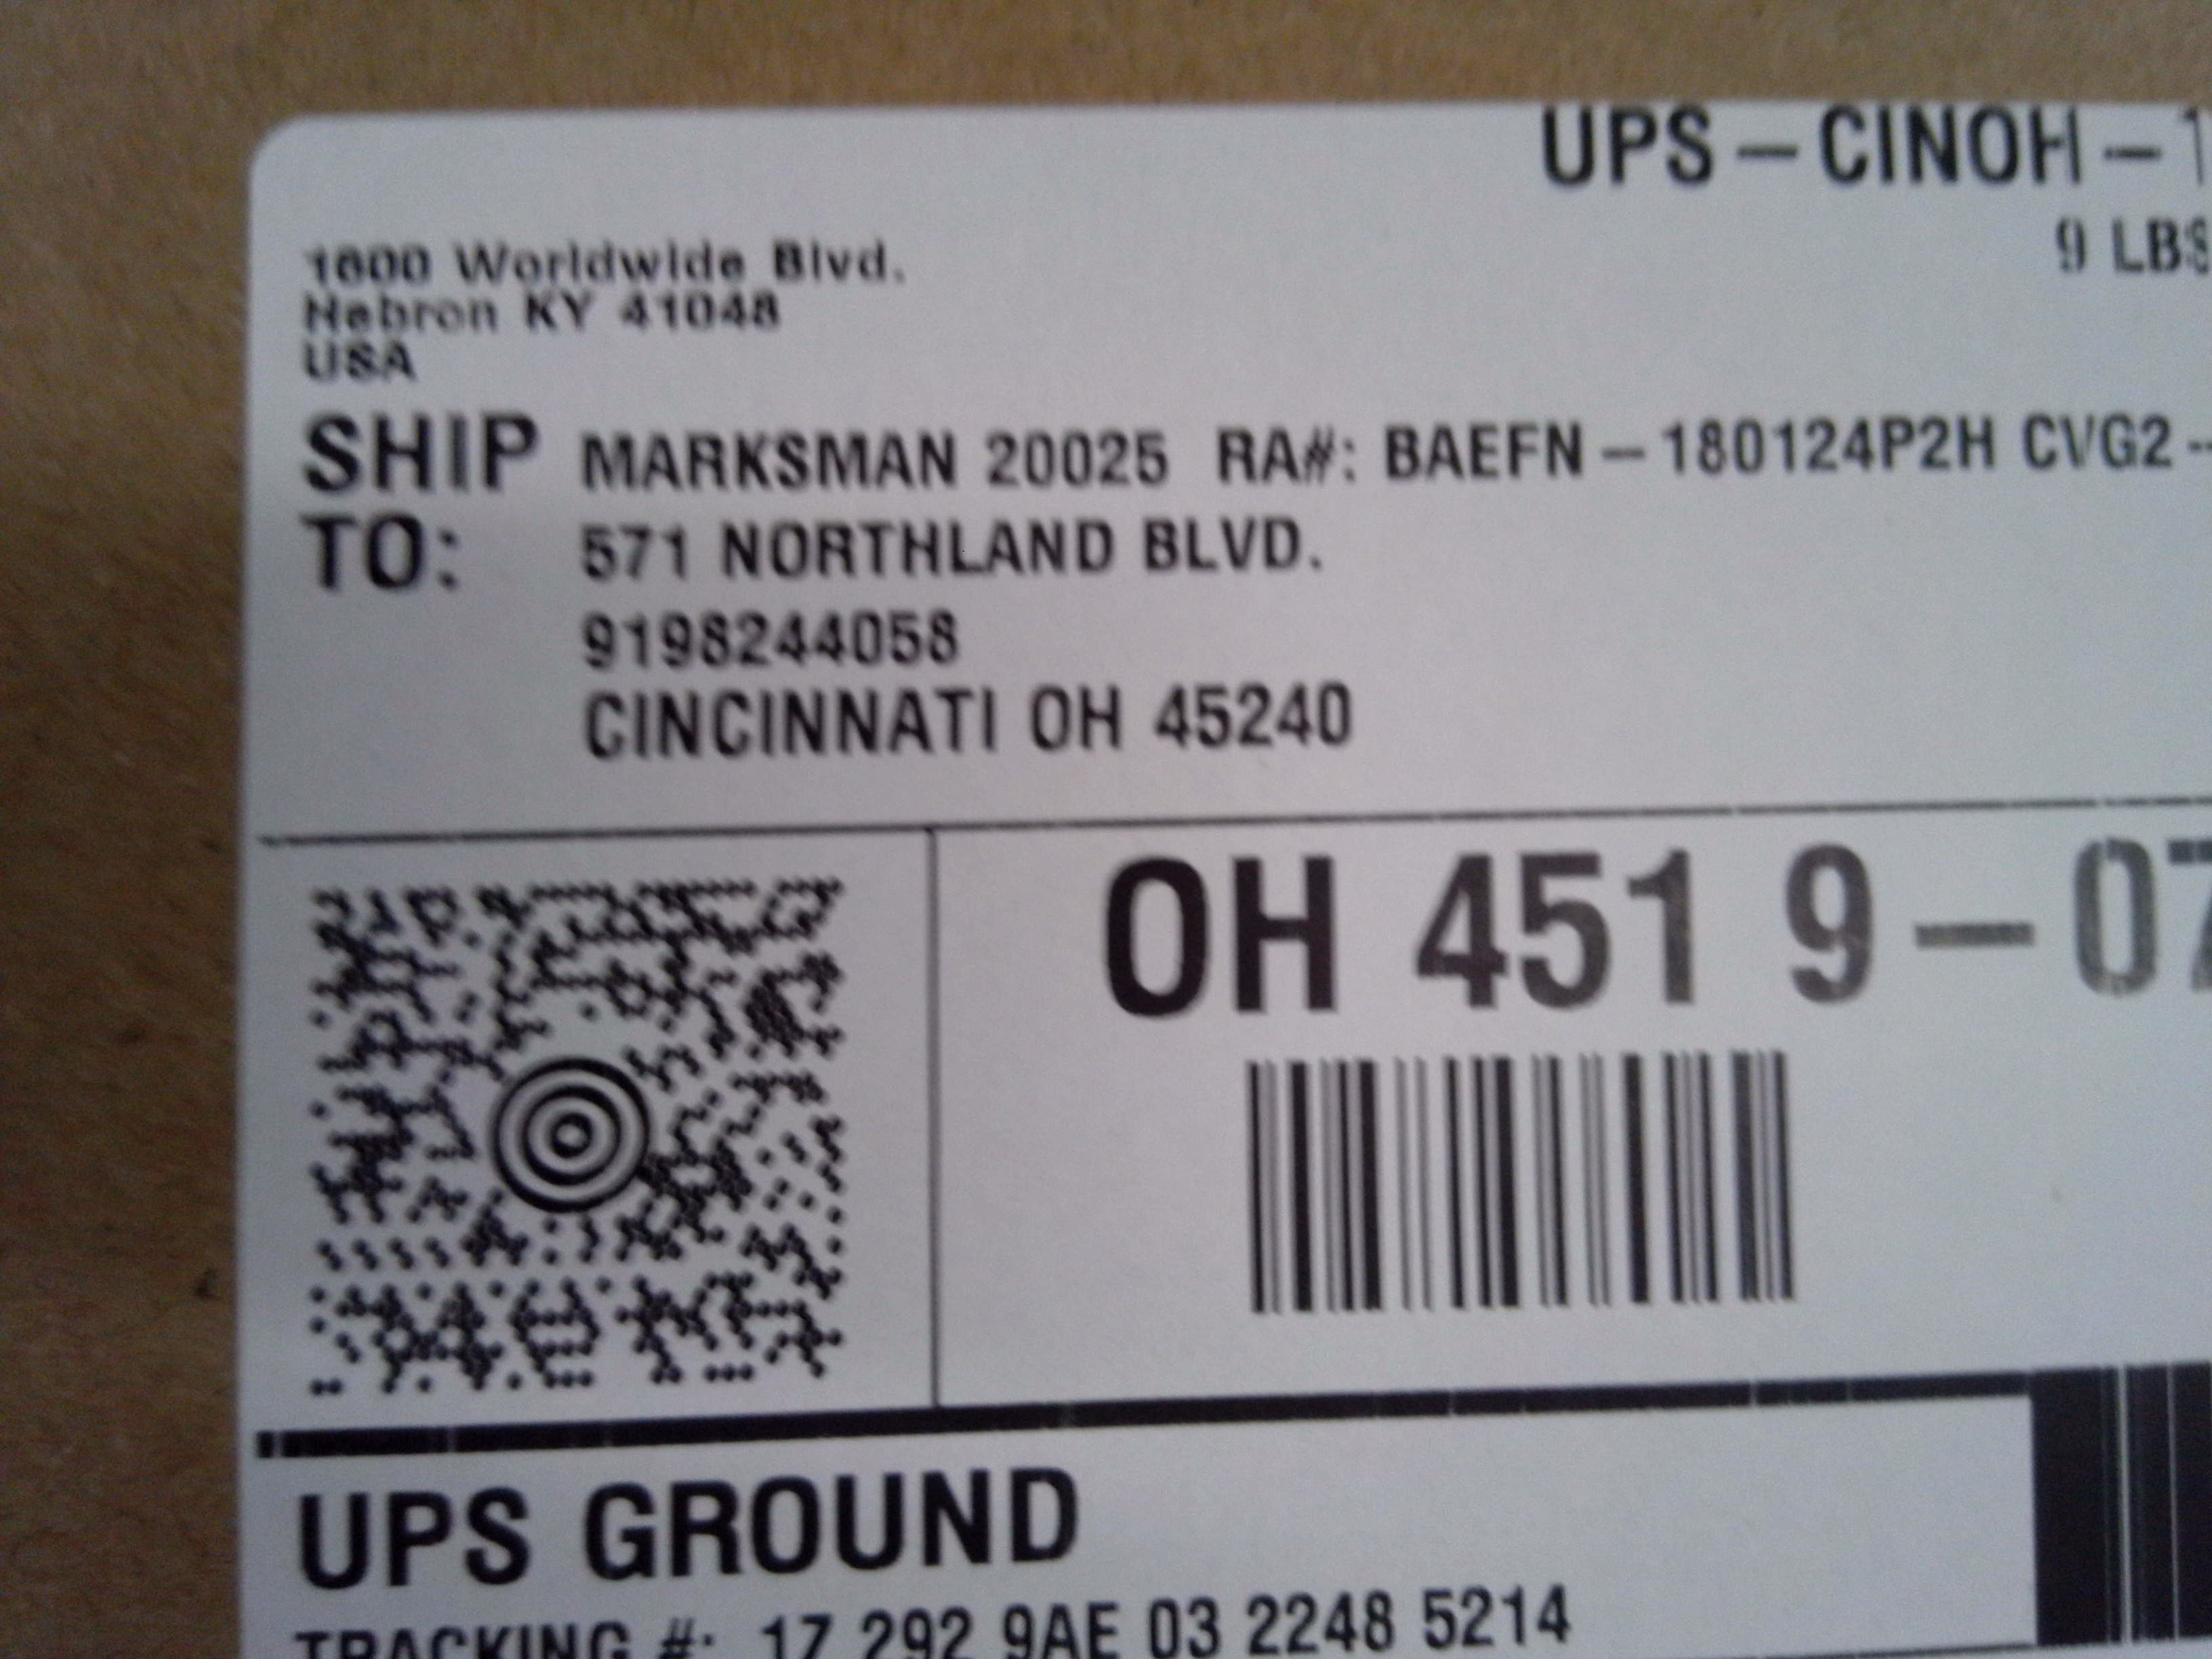 UPS – CINOH – 1
9 LBS
1600 Worldwide Blvd.
Hebron KY 41048
USA
SHIP TO: MARKSMAN 20025 RA#: BAEFN – 180124P2H CVG2 -
571 NORTHLAND BLVD.
9198244058
CINCINNATI OH 45240
OH 451 9 – 07
UPS GROUND
TRACKING #: 1Z 292 9AE 03 2248 5214